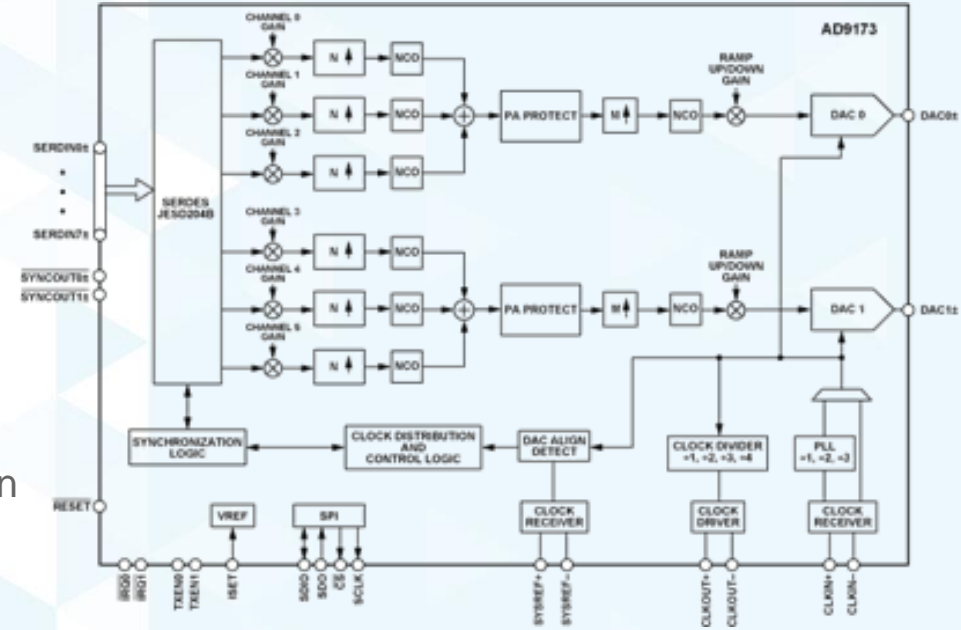 AD9173
CHANNEL 0
GAIN
N
NCO
CHANNEL 1
GAIN
N
NCO
CHANNEL 2
GAIN
N
NCO
PA PROTECT
M
NCO
RAMP
UP/DOWN
GAIN
DAC 0
DAC0±
SERDIN0±
SERDIN7±
SYNCOUT0±
SYNCOUT1±
SERDES
JESD204B
CHANNEL 3
GAIN
N
NCO
CHANNEL 4
GAIN
N
NCO
CHANNEL 5
GAIN
N
NCO
PA PROTECT
M
NCO
RAMP
UP/DOWN
GAIN
DAC 1
DAC1±
SYNCHRONIZATION
LOGIC
CLOCK DISTRIBUTION
AND
CONTROL LOGIC
DAC ALIGN
DETECT
CLOCK DIVIDER
÷1, ÷2, ÷3, ÷4
PLL
÷1, ÷2, ÷3
n
RESET
VREF
SPI
CLOCK
RECEIVER
CLOCK
DRIVER
CLOCK
RECEIVER
IRQ0
IRQ1
TXEN0
TXEN1
ISET
SDIO
SDO
CS
SCLK
SYSREF+
SYSREF−
CLKOUT+
CLKOUT−
CLKIN+
CLKIN−